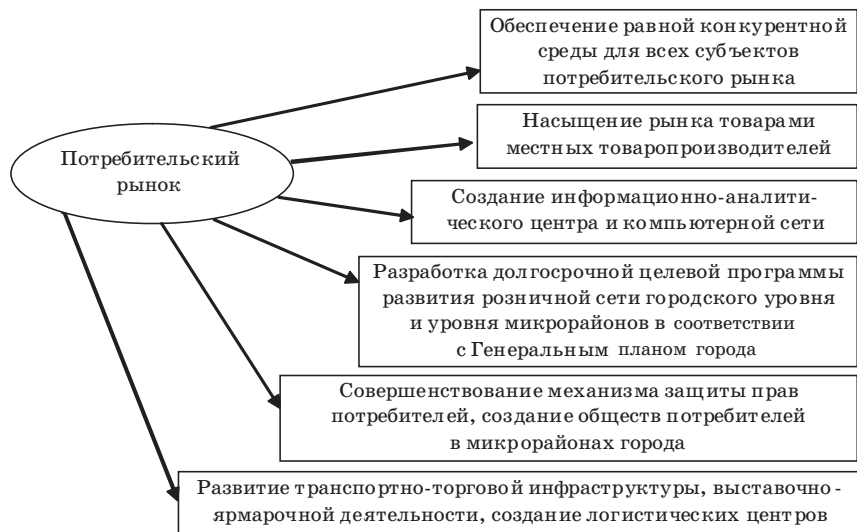 Обеспечение равной конкурентной
среды для всех субъектов
потребительского рынка
Потребительский
рынок
Насыщение рынка товарами
местных товаропроизводителей
Создание информационно-аналити-
ческого центра и компьютерной сети
Разработка долгосрочной целевой программы
развития розничной сети городского уровня
и уровня микрорайонов в соответствии
с Генеральным планом города
Совершенствование механизма защиты прав
потребителей, создание обществ потребителей
в микрорайонах города
Развитие транспортно-торговой инфраструктуры, выставочно-
ярмарочной деятельности, создание логистических центров